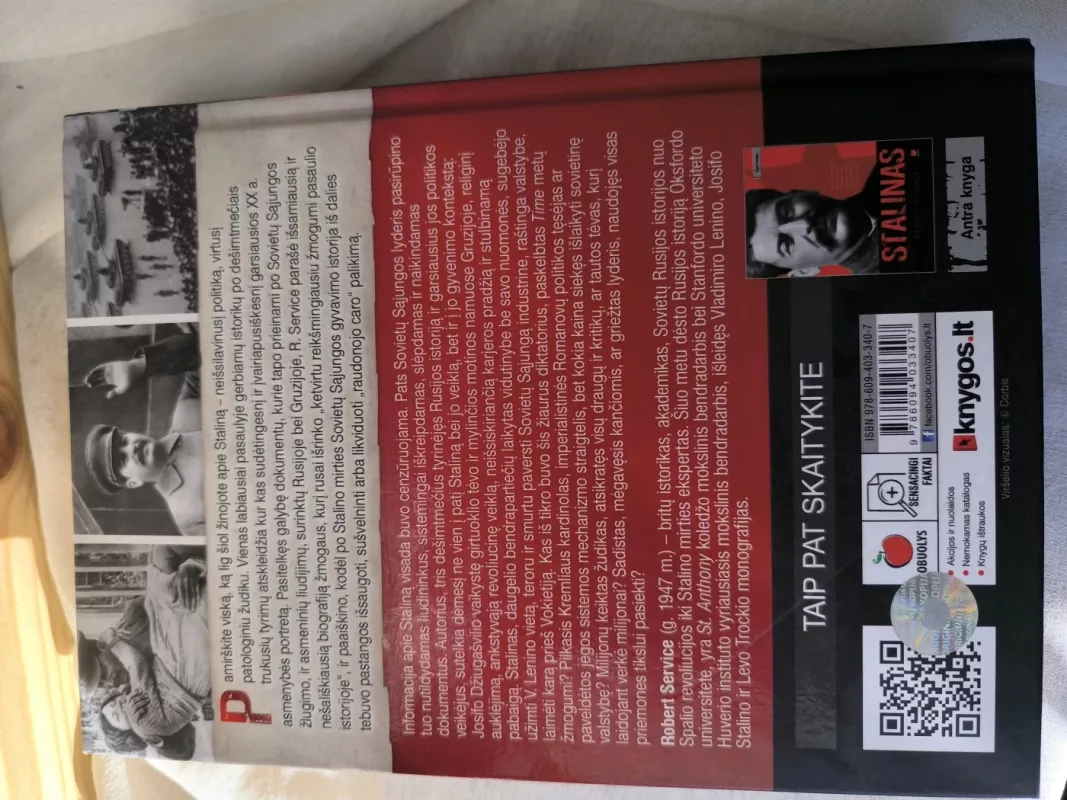 Pamirškite viską, ką lig šiol žinojote apie Staliną – neišsilavinusį politiką, virtusį
patologiniu žudiku. Vienas labiausiai pasaulyje gerbiamų istorikų po dešimtmečiais
trukusių tyrimų atskleidžia kur kas sudėtingesnį ir įvairiapusiškesnį garsiausios XX a.
asmenybės portretą. Pasitelkęs galybę dokumentų, kurie tapo prieinami po Sovietų Sąjungos
žlugimo, ir asmeninių liudijimų, surinktų Rusijoje bei Gruzijoje, R. Service parašė išsamiausią ir
nešališkiausią biografiją žmogaus, kurį rusai išrinko „ketvirtu reikšmingiausiu žmogumi pasaulio
istorijoje“, ir paaiškino, kodėl po Stalino mirties Sovietų Sąjungos gyvavimo istorija iš dalies
tebuvo pastangos išsaugoti, sušvelninti arba likviduoti „raudonojo caro“ palikimą.
Informacija apie Staliną visada buvo cenzūruojama. Pats Sovietų Sąjungos lyderis pasirūpino
tuo nutildydamas liudininkus, sistemingai iškreipdamas, slėpdamas ir naikindamas
dokumentus. Autorius, tris dešimtmečius tyrinėjęs Rusijos istoriją ir garsiausius jos politikos
veikėjus, suteikia dėmesį ne vien į patį Staliną bei jo veiklą, bet ir į jo gyvenimo kontekstą:
Josifo Džiugašvilio vaikystę girtuoklio tėvo ir mylinčios motinos namuose Gruzijoje, religinį
auklėjimą, ankstyvąją revoliucinę veiklą, neišsiskiriančią karjeros pradžią ir stulbinamą
pabaigą. Stalinas, daugelio bendrapartiečių laikytas vidutinybe be savo nuomonės, sugebėjo
užimti V. Lenino vietą, teroru ir smurtu paversti Sovietų Sąjungą industrine, raštinga valstybe,
laimėti karą prieš Vokietiją. Kas iš tikro buvo šis žiaurus diktatorius, paskelbtas Time metų
žmogumi? Pilkasis Kremliaus kardinolas, imperialistinės Romanovų politikos tęsėjas ar
paveldėtos jėgos sistemos mechanizmo sraigtelis, bet kokia kaina siekęs išlaikyti sovietinę
valstybę? Milijonų keiktas žudikas, atsikratęs visų draugų ir kritikų, ar tautos tėvas, kurį
laidojant verkė milijonai? Sadistas, mėgavęsis kančiomis, ar griežtas lyderis, naudojęs visas
priemones tikslui pasiekti?
Robert Service (g. 1947 m.) – britų istorikas, akademikas, Sovietų Rusijos istorijos nuo
Spalio revoliucijos iki Stalino mirties ekspertas. Šiuo metu dėsto Rusijos istoriją Oksfordo
universitete, yra St. Anthony koledžo mokslinis bendradarbis bei Stanfordo universiteto
Huverio instituto vyriausiasis mokslinis bendradarbis, išleidęs Vladimiro Lenino, Josifo
Stalino ir Levo Trockio monografijas.
TAIP PAT SKAITYKITE
STALINAS
Antra knyga
OBUOLYS
SENSACINGI
FAKTAI
ISBN 978-609-403-340-7
9 786094 033407
facebook.com/obuolys.lt
• Akcijos ir nuolaidos
• Nemokamas katalogas
• Knygų ištraukos
knygos.lt
Viršelio vizualas: © Corbis